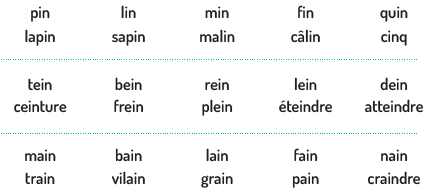 pin lin min fin quin
lapin sapin malin câlin cinq
tein bein rein lein dein
ceinture frein plein éteindre atteindre
main bain lain fain nain
train vilain grain pain craindre